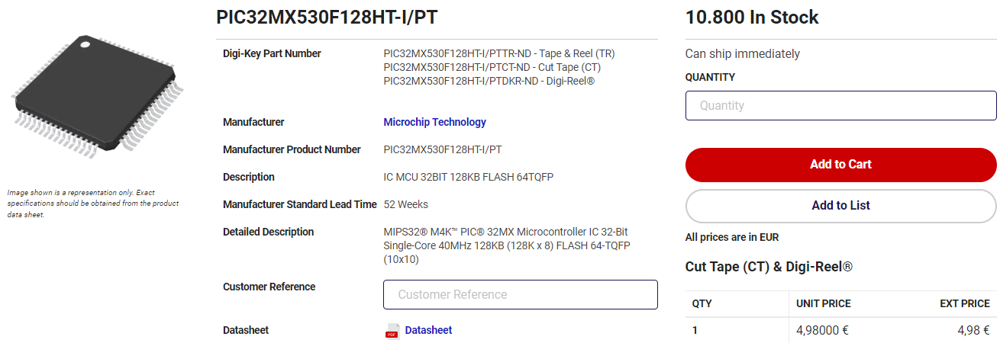 PIC32MX530F128HT-I/PT
Digi-Key Part Number
PIC32MX530F128HT-I/PTTR-ND - Tape & Reel (TR)
PIC32MX530F128HT-I/PTCT-ND - Cut Tape (CT)
PIC32MX530F128HT-I/PTDKR-ND - Digi-Reel®
Manufacturer
Microchip Technology
Manufacturer Product Number
PIC32MX530F128HT-I/PT
Description
IC MCU 32BIT 128KB FLASH 64TQFP
Manufacturer Standard Lead Time
52 Weeks
Detailed Description
MIPS32® M4K™ PIC® 32MX Microcontroller IC 32-Bit
Single-Core 40MHz 128KB (128K x 8) FLASH 64-TQFP
(10x10)
Customer Reference
Customer Reference
Datasheet
PDF
Datasheet
Image shown is a representation only. Exact
specifications should be obtained from the product
data sheet.
10.800 In Stock
Can ship immediately
QUANTITY
Quantity
Add to Cart
Add to List
All prices are in EUR
Cut Tape (CT) & Digi-Reel®
QTY UNIT PRICE EXT PRICE
1 4,98000 € 4,98 €